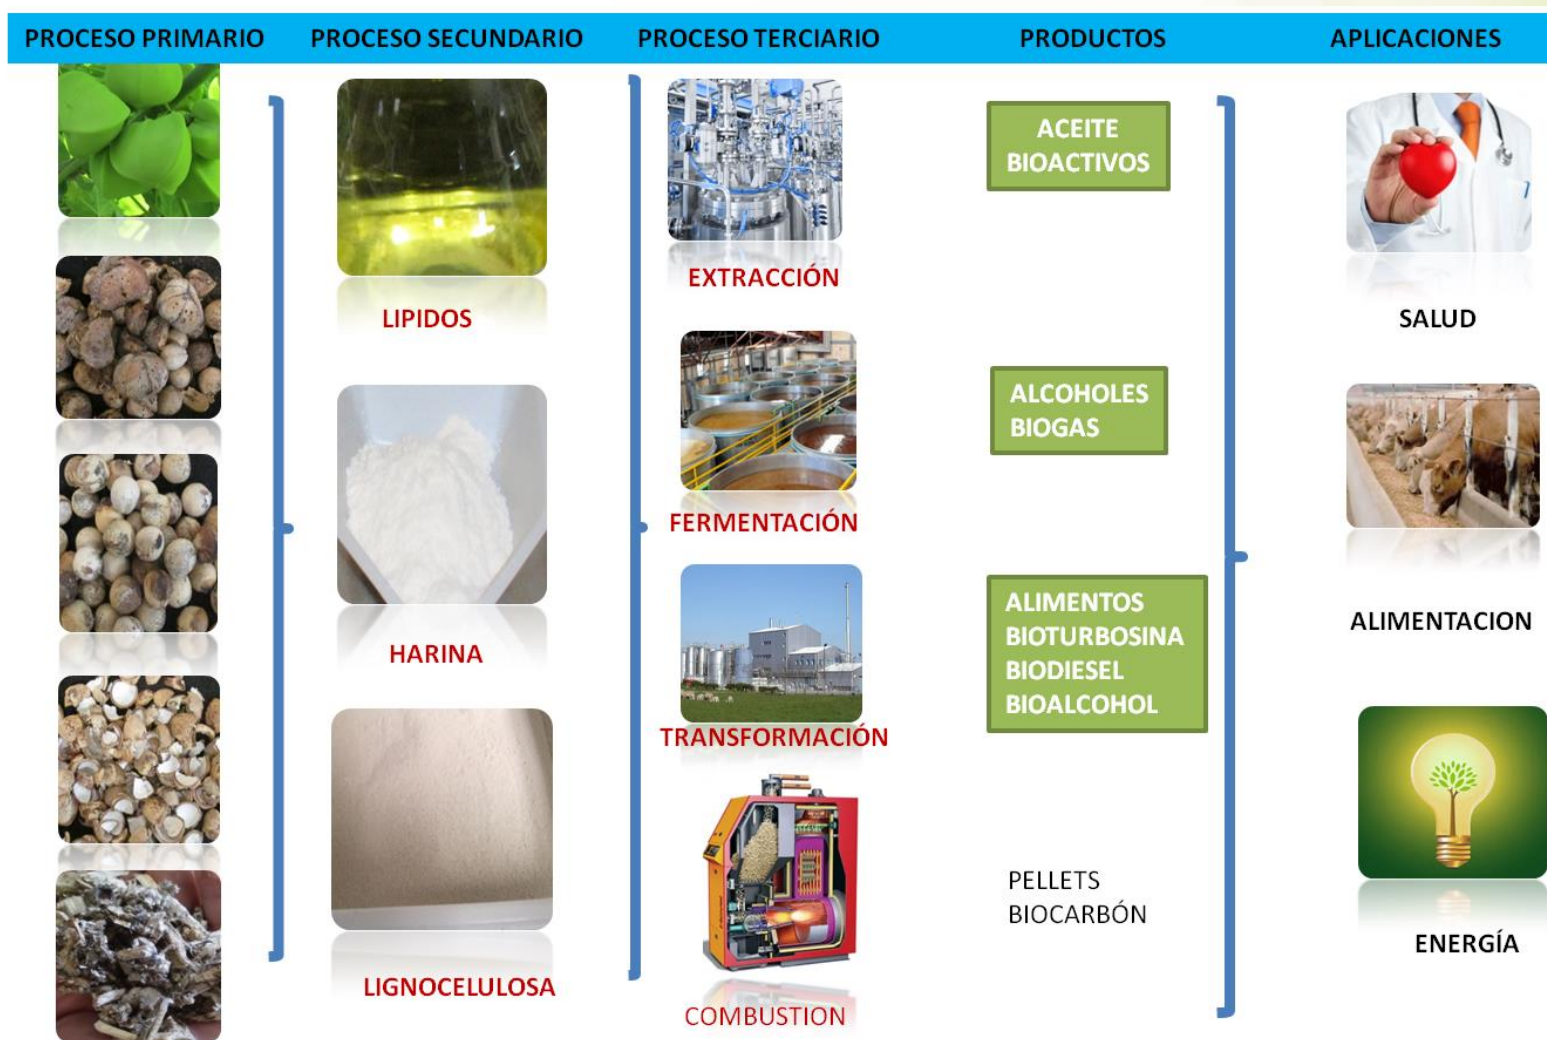 PROCESO PRIMARIO
PROCESO SECUNDARIO
PROCESO TERCIARIO
PRODUCTOS
APLICACIONES
LIPIDOS
HARINA
LIGNOCELULOSA
EXTRACCIÓN
FERMENTACIÓN
TRANSFORMACIÓN
COMBUSTION
ACEITE
BIOACTIVOS
ALCOHOLES
BIOGAS
ALIMENTOS
BIOTURBOSINA
BIODIESEL
BIOALCOHOL
PELLETS
BIOCARBÓN
SALUD
ALIMENTACION
ENERGÍA